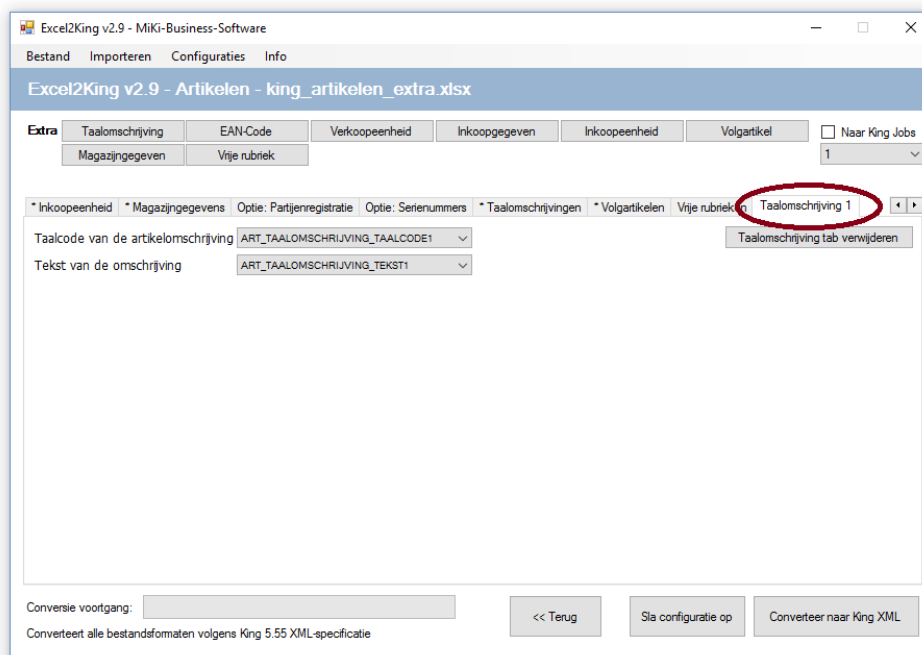 Excel2King v2.9 - MiKi-Business-Software
Bestand Importeren Configuraties Info
Excel2King v2.9 - Artikelen - king_artikelen_extra.xlsx
Extra Taalomschrijving EAN-Code Verkoopeenheid Inkoopgegeven Inkoopeenheid Volgartikel Naar King Jobs
Magazijngegeven Vrije rubriek 1
* Inkoopeenheid * Magazijngegevens Optie: Partijenregistratie Optie: Serienummers * Taalomschrijvingen * Volgartikelen Vrije rubrieken Taalomschrijving 1
Taalcode van de artikelomschrijving ART_TAALOMSCHRIJVING_TAALCODE1 Taalomschrijving tab verwijderen
Tekst van de omschrijving ART_TAALOMSCHRIJVING_TEKST1
Conversie voortgang: << Terug Sla configuratie op Converteer naar King XML
Converteert alle bestandsformaten volgens King 5.55 XML-specificatie